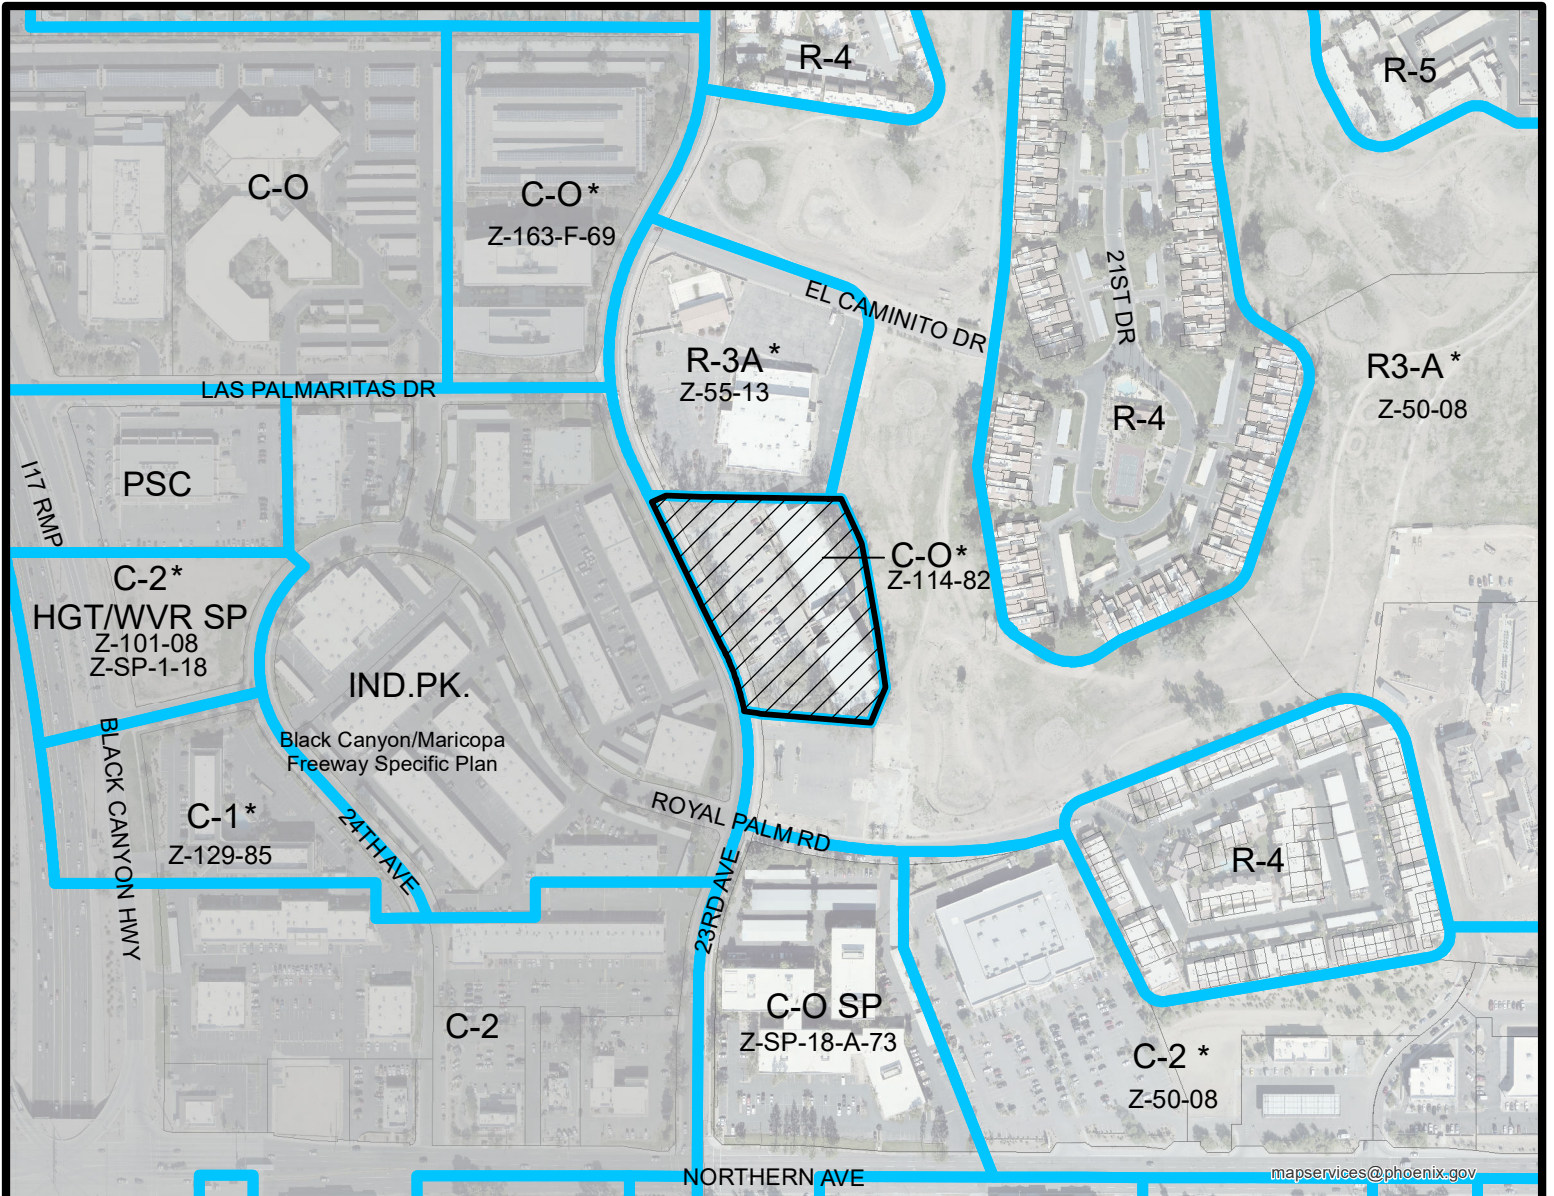 R-4
R-5
C-O
C-O *
Z-163-F-69
EL CAMINITO DR
21ST DR
R-3A *
Z-55-13
R3-A *
Z-50-08
LAS PALMARITAS DR
R-4
I17 RMP
PSC
C-O *
Z-114-82
C-2 *
HGT/WVR SP
Z-101-08
Z-SP-1-18
IND.PK.
Black Canyon/Maricopa
Freeway Specific Plan
BLACK CANYON HWY
C-1 *
Z-129-85
24TH AVE
ROYAL PALM RD
23RD AVE
R-4
C-2
C-O SP
Z-SP-18-A-73
C-2 *
Z-50-08
NORTHERN AVE
mapservices@phoenix.gov